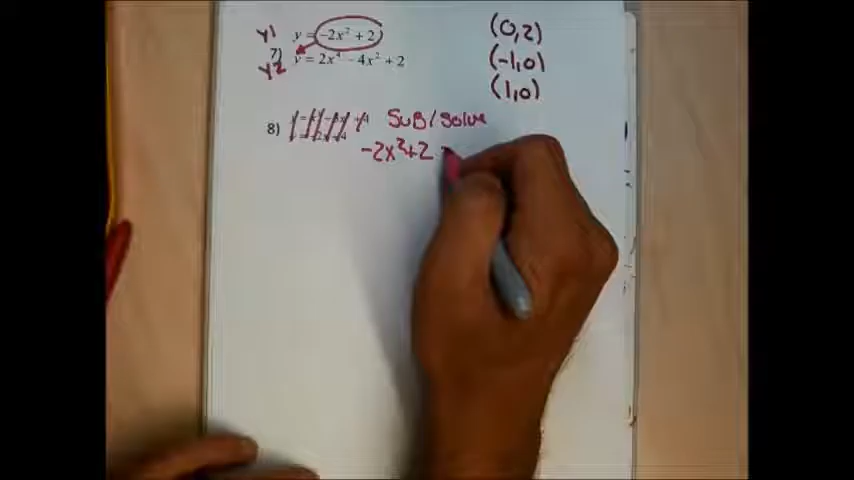 y1 y = -2x² + 2 (0,2)
7) (-1,0)
y2 y = 2x⁴ - 4x² + 2 (1,0)
8) SUB/Solve
-2x²+2